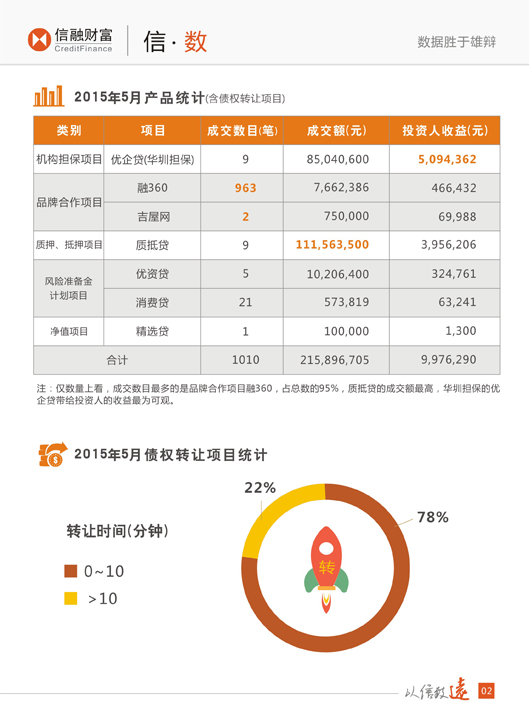 信融财富
CreditFinance
信·数
数据胜于雄辩
2015年5月产品统计(含债权转让项目)
类别 项目 成交数目(笔) 成交额(元) 投资人收益(元)
机构担保项目 优企贷(华圳担保) 9 85,040,600 5,094,362
品牌合作项目 融360 963 7,662,386 466,432
吉屋网 2 750,000 69,988
质押、抵押项目 质抵贷 9 111,563,500 3,956,206
风险准备金
计划项目
优资贷 5 10,206,400 324,761
消费贷 21 573,819 63,241
净值项目 精选贷 1 100,000 1,300
合计 1010 215,896,705 9,976,290
注：仅数量上看，成交数目最多的是品牌合作项目融360，占总数的95%，质抵贷的成交额最高，华圳担保的优
企贷带给投资人的收益最为可观。
2015年5月债权转让项目统计
22%
78%
转让时间(分钟)
0~10
>10
转
以信致远
02